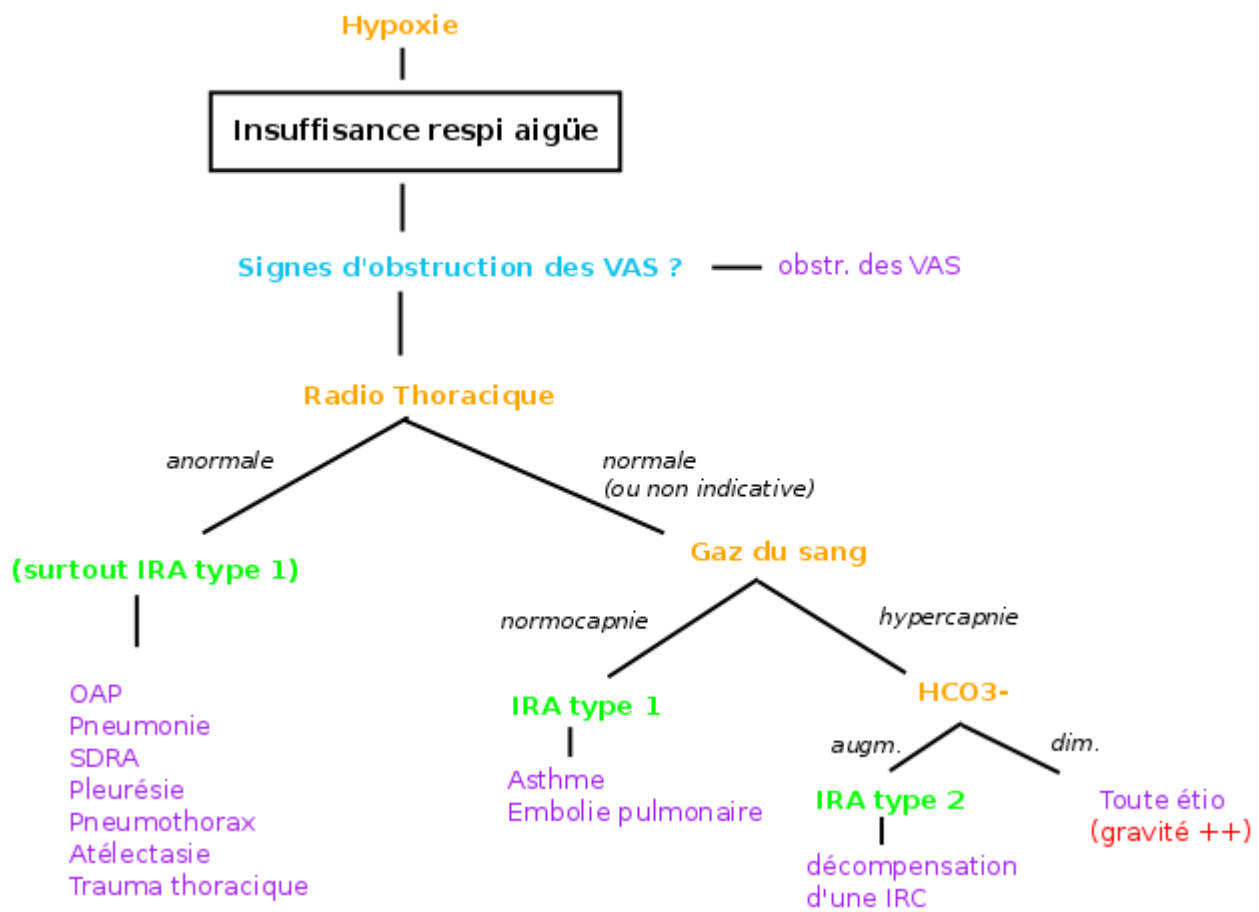 Hypoxie
Insuffisance respi aigüe
Signes d'obstruction des VAS ?
obstr. des VAS
Radio Thoracique
anormale
normale
(ou non indicative)
(surtout IRA type 1)
Gaz du sang
normocapnie
hypercapnie
OAP
Pneumonie
SDRA
Pleurésie
Pneumothorax
Atélectasie
Trauma thoracique
IRA type 1
Asthme
Embolie pulmonaire
HCO3-
augm.
dim.
IRA type 2
décompensation
d'une IRC
Toute étio
(gravité ++)